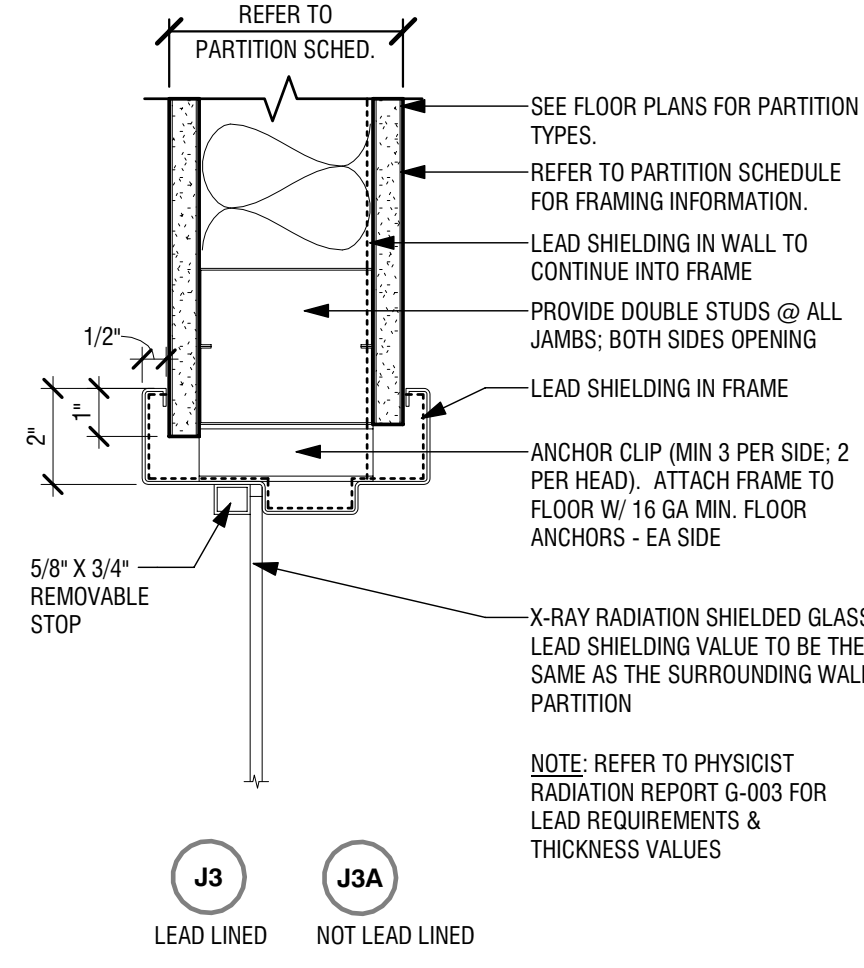 REFER TO
PARTITION SCHED.
SEE FLOOR PLANS FOR PARTITION
TYPES.
REFER TO PARTITION SCHEDULE
FOR FRAMING INFORMATION.
LEAD SHIELDING IN WALL TO
CONTINUE INTO FRAME
PROVIDE DOUBLE STUDS @ ALL
JAMBS; BOTH SIDES OPENING
1/2"
1"
2"
LEAD SHIELDING IN FRAME
ANCHOR CLIP (MIN 3 PER SIDE; 2
PER HEAD). ATTACH FRAME TO
FLOOR W/ 16 GA MIN. FLOOR
ANCHORS - EA SIDE
5/8" X 3/4"
REMOVABLE
STOP
X-RAY RADIATION SHIELDED GLASS
LEAD SHIELDING VALUE TO BE THE
SAME AS THE SURROUNDING WALL
PARTITION
NOTE: REFER TO PHYSICIST
RADIATION REPORT G-003 FOR
LEAD REQUIREMENTS &
THICKNESS VALUES
J3
J3A
LEAD LINED
NOT LEAD LINED